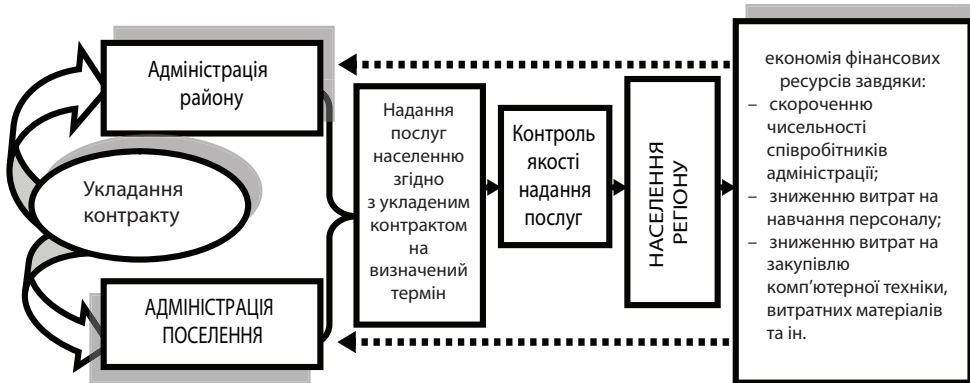 Адміністрація
району
Укладання
контракту
АДМІНІСТРАЦІЯ
ПОСЕЛЕННЯ
Надання
послуг
населенню
згідно
з укладеним
контрактом
на
визначений
термін
Контроль
якості
надання
послуг
НАСЕЛЕННЯ
РЕГІОНУ
економія фінансових
ресурсів завдяки:
– скороченню
чисельності
співробітників
адміністрації;
– зниженню витрат на
навчання персоналу;
– зниженню витрат на
закупівлю
комп’ютерної техніки,
витратних матеріалів
та ін.